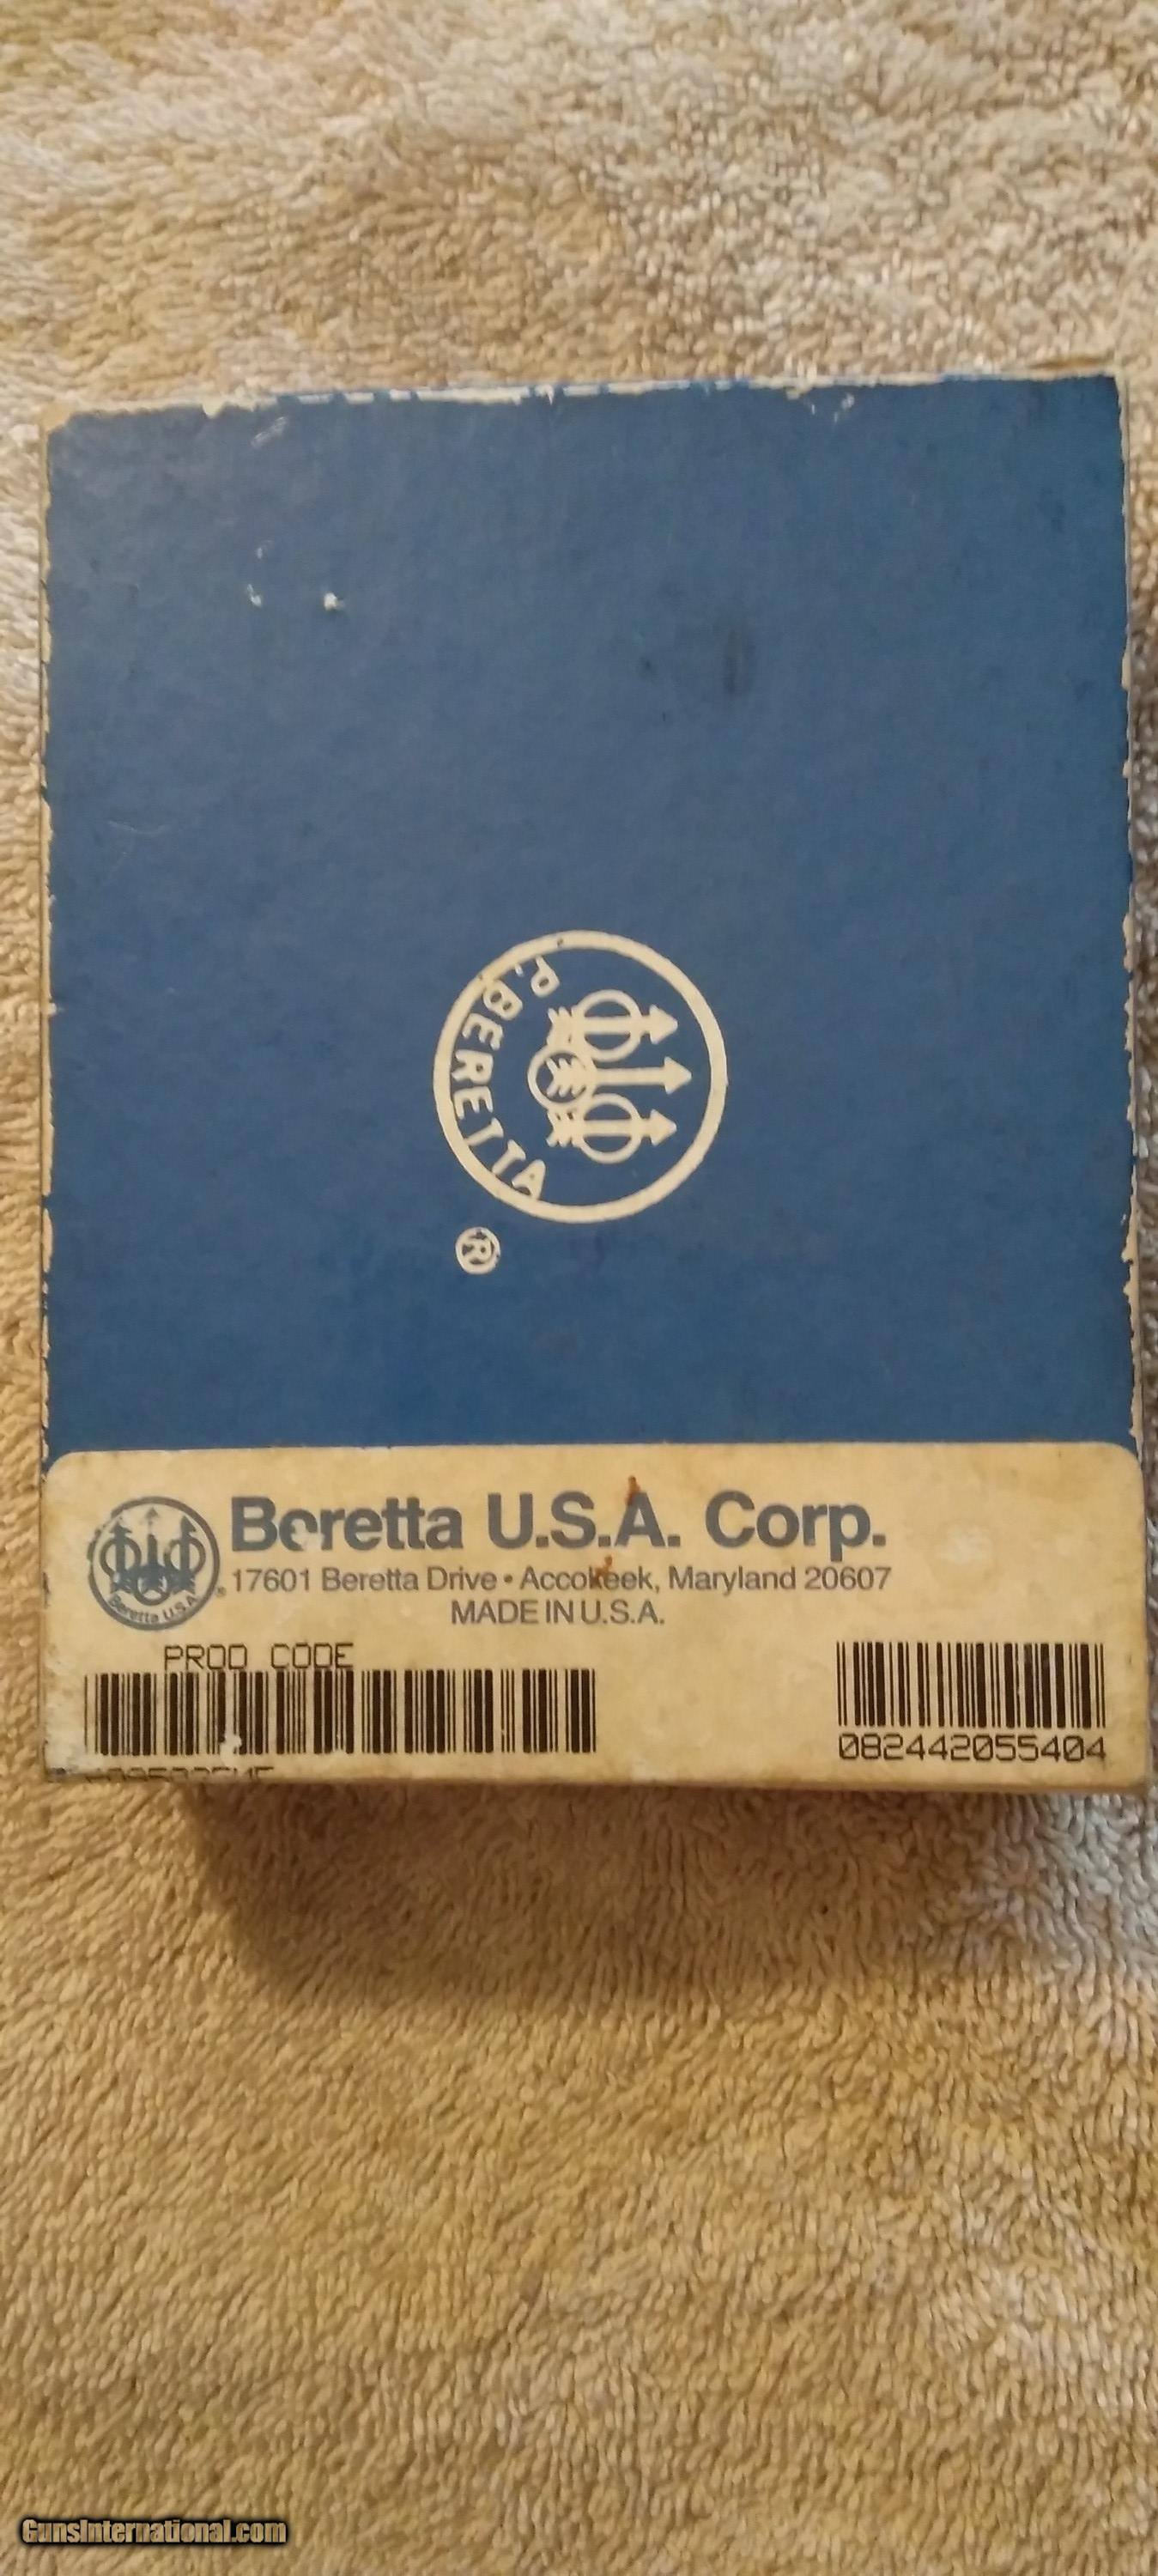 P. BERETTA
®
Beretta U.S.A. Corp.
Beretta U.S.A. ®
17601 Beretta Drive • Accokeek, Maryland 20607
MADE IN U.S.A.
PROD CODE
082442055404
GunsInternational.com